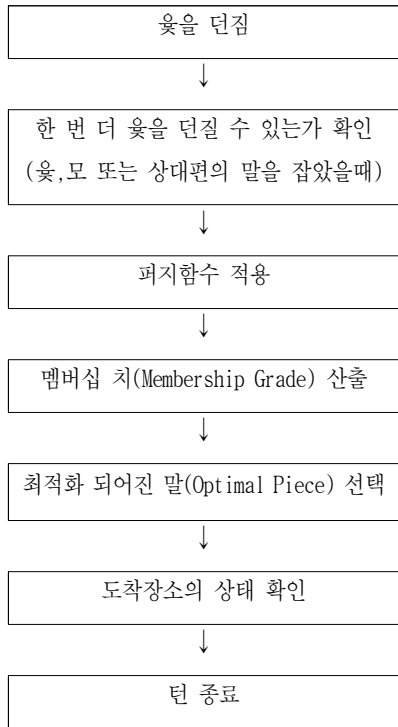 윷을 던짐
↓
한 번 더 윷을 던질 수 있는가 확인
(윷,모 또는 상대편의 말을 잡았을때)
↓
퍼지함수 적용
↓
멤버십 치(Membership Grade) 산출
↓
최적화 되어진 말(Optimal Piece) 선택
↓
도착장소의 상태 확인
↓
턴 종료